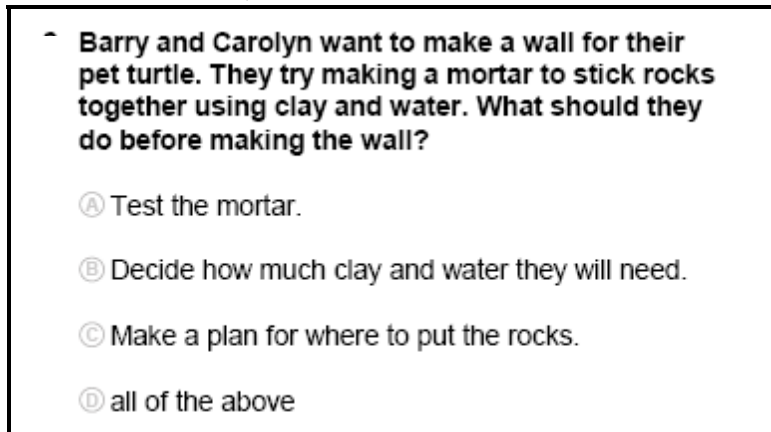 Barry and Carolyn want to make a wall for their
pet turtle. They try making a mortar to stick rocks
together using clay and water. What should they
do before making the wall?
Ⓐ Test the mortar.
Ⓑ Decide how much clay and water they will need.
Ⓒ Make a plan for where to put the rocks.
Ⓓ all of the above